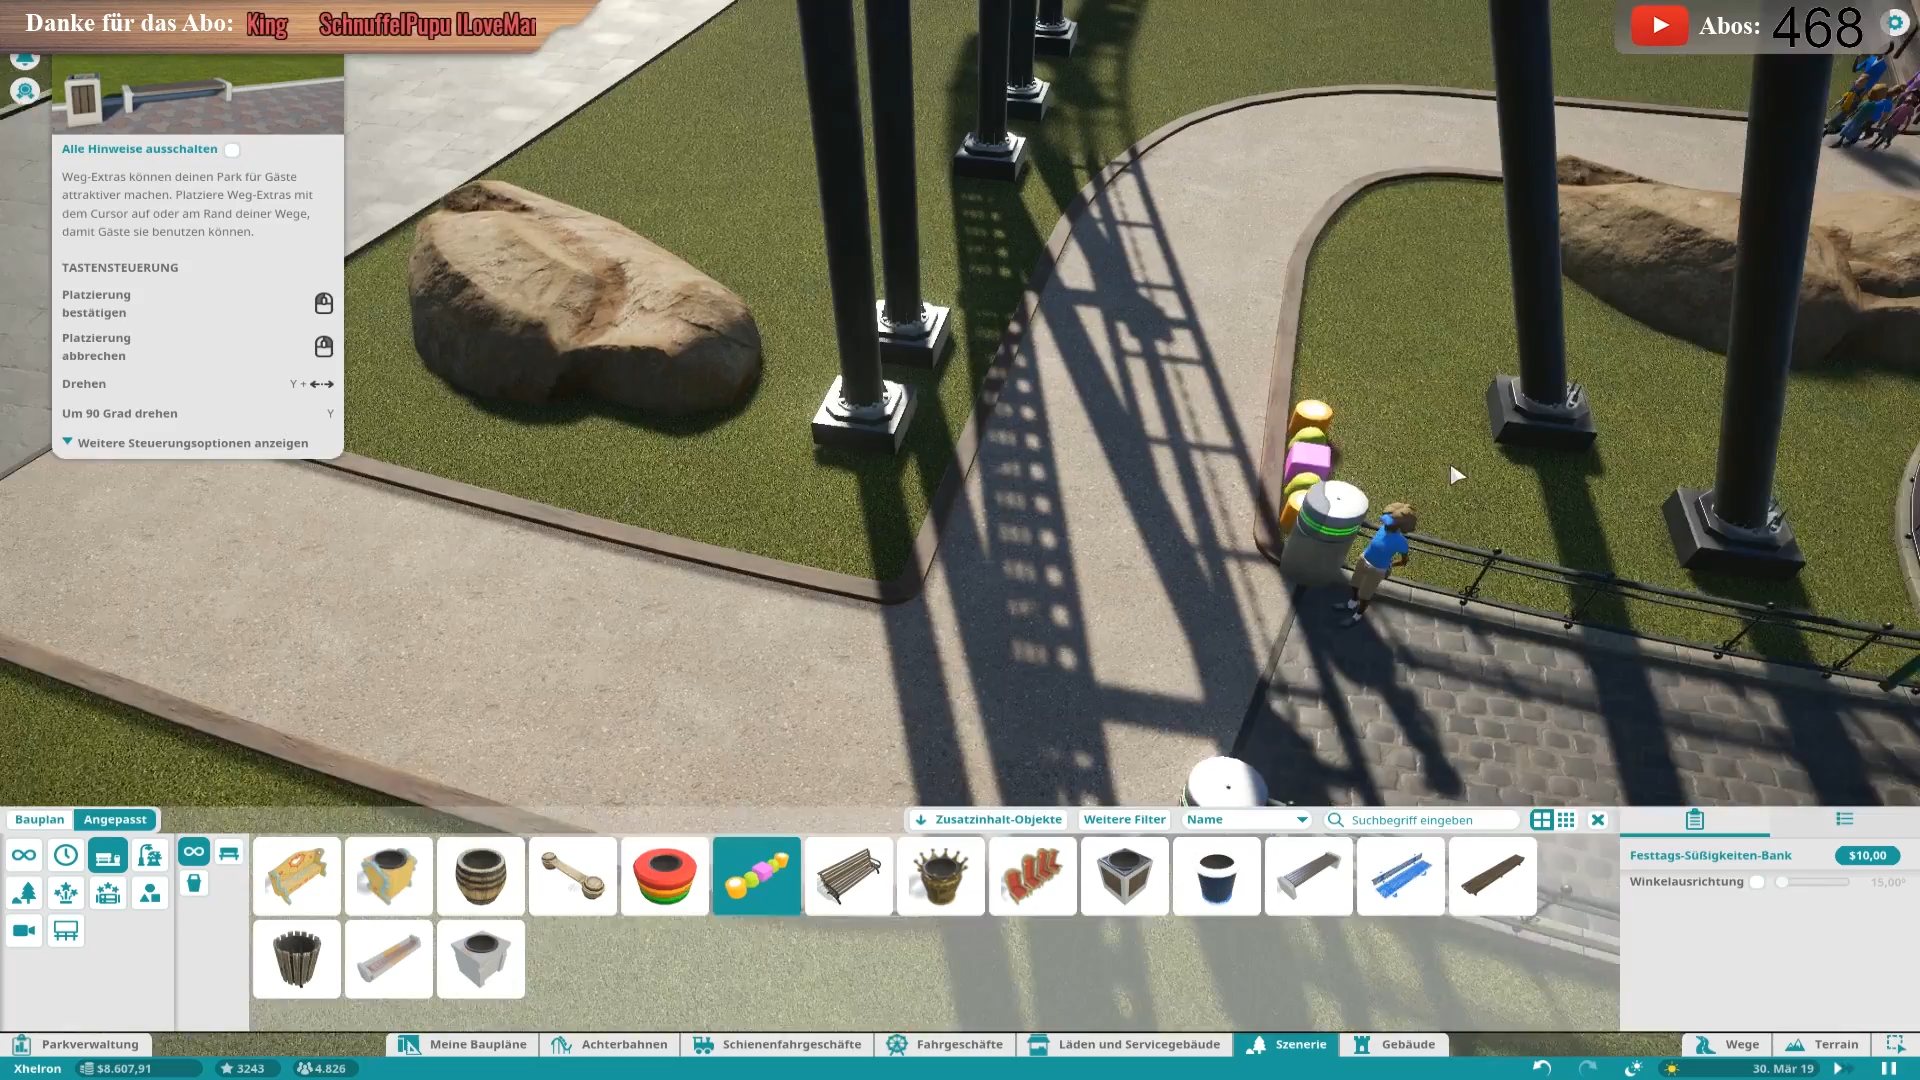 Danke für das Abo: King SchnuffelPupu ILoveMar
Abos: 468
Alle Hinweise ausschalten
Weg-Extras können deinen Park für Gäste
attraktiver machen. Platziere Weg-Extras mit
dem Cursor auf oder am Rand deiner Wege,
damit Gäste sie benutzen können.
TASTENSTEUERUNG
Platzierung
bestätigen
Platzierung
abbrechen
Drehen Y +
Um 90 Grad drehen Y
Weitere Steuerungsoptionen anzeigen
Bauplan Angepasst
Zusatzinhalt-Objekte Weitere Filter Name Suchbegriff eingeben
Festtags-Süßigkeiten-Bank $10,00
Winkelausrichtung 15,00°
Parkverwaltung Meine Baupläne Achterbahnen Schienenfahrgeschäfte Fahrgeschäfte Läden und Servicegebäude Szenerie Gebäude Wege Terrain
Xhelron $8.607,91 3243 4.826 30. Mär 19